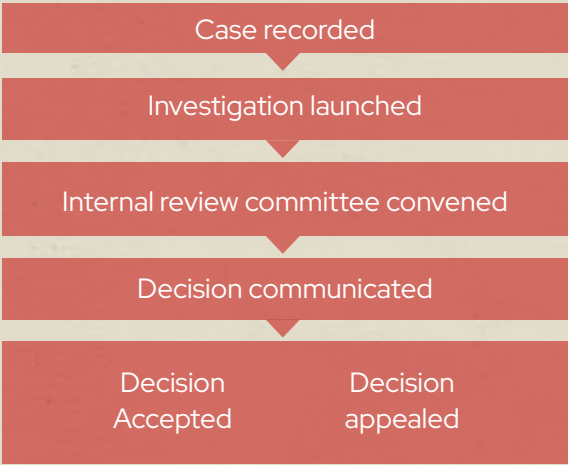 Case recorded
Investigation launched
Internal review committee convened
Decision communicated
Decision
Accepted
Decision
appealed